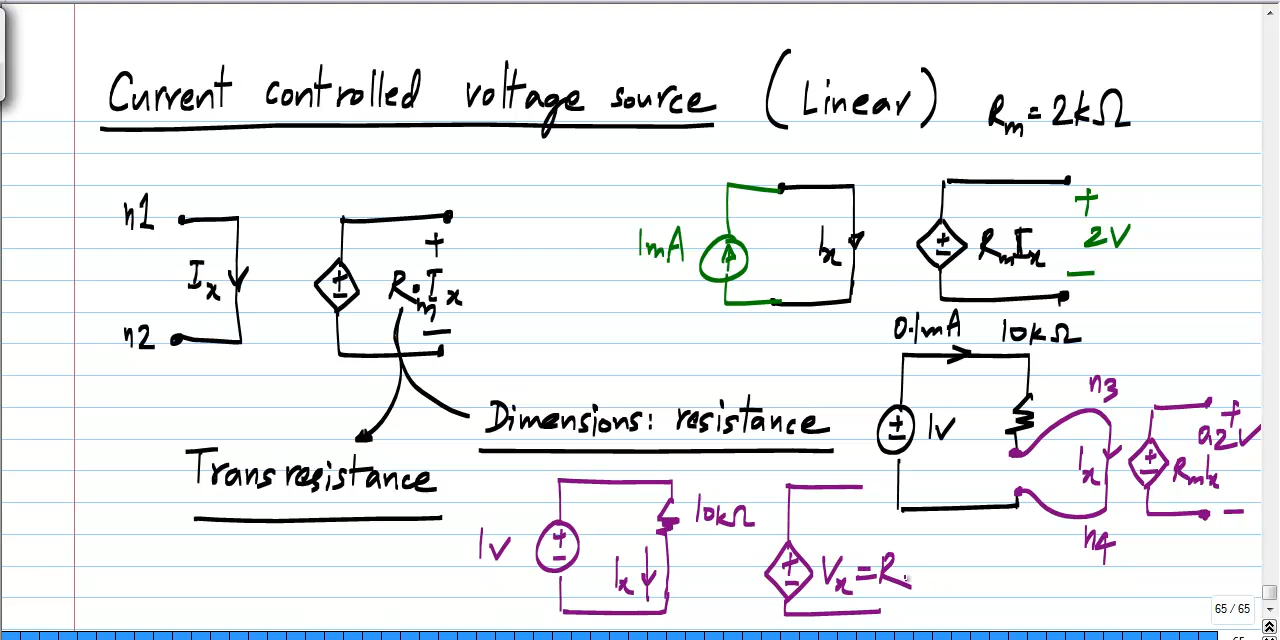 Current controlled voltage source (Linear) Rm = 2kΩ
n1
Ix
n2
+
Rm Ix
−
Transresistance
Dimensions: resistance
1mA
Ix
RmIx
+
2V
−
0.1mA
10kΩ
1V
n3
Ix
n4
RmIx
+
0.2V
−
1V
10kΩ
Ix
Vx = R
65 / 65